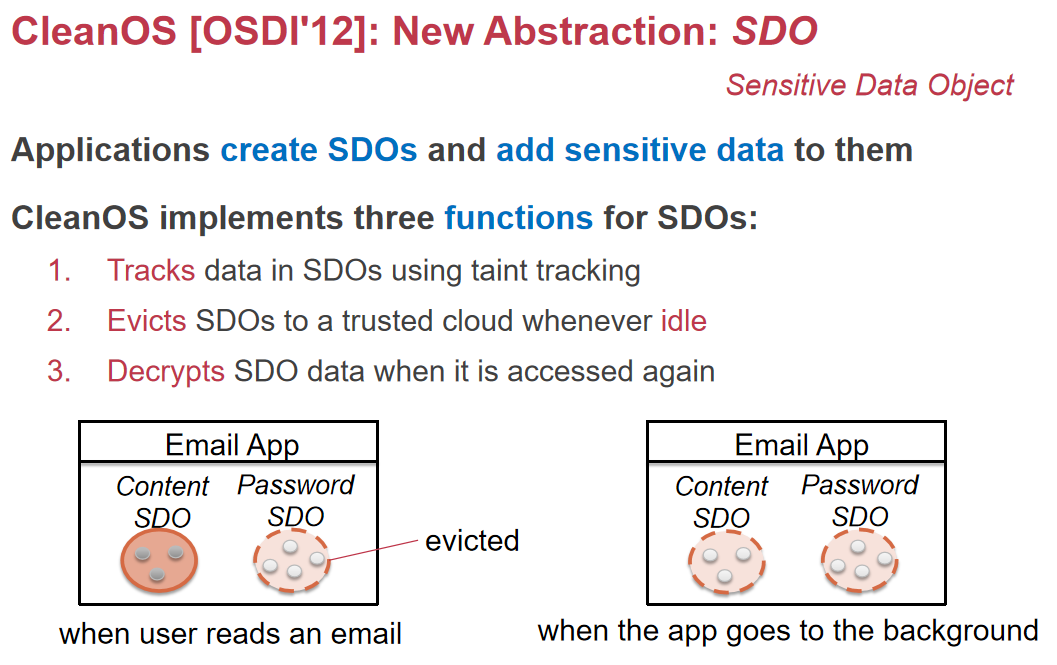 CleanOS [OSDI'12]: New Abstraction: SDO
Sensitive Data Object
Applications create SDOs and add sensitive data to them
CleanOS implements three functions for SDOs:
1. Tracks data in SDOs using taint tracking
2. Evicts SDOs to a trusted cloud whenever idle
3. Decrypts SDO data when it is accessed again
Email App
Content
SDO
Password
SDO
evicted
when user reads an email
Email App
Content
SDO
Password
SDO
when the app goes to the background